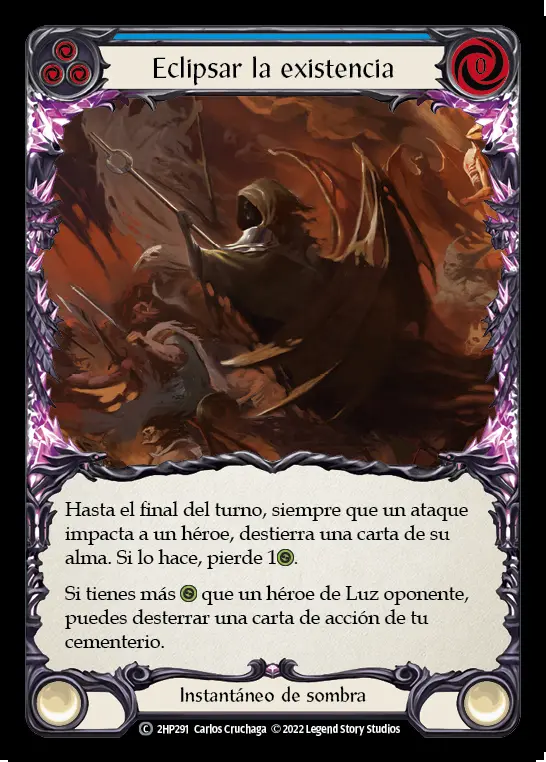 Eclipsar la existencia
0
Hasta el final del turno, siempre que un ataque
impacta a un héroe, destierra una carta de su
alma. Si lo hace, pierde 1.
Si tienes más que un héroe de Luz oponente,
puedes desterrar una carta de acción de tu
cementerio.
Instantáneo de sombra
C 2HP291 Carlos Cruchaga © 2022 Legend Story Studios